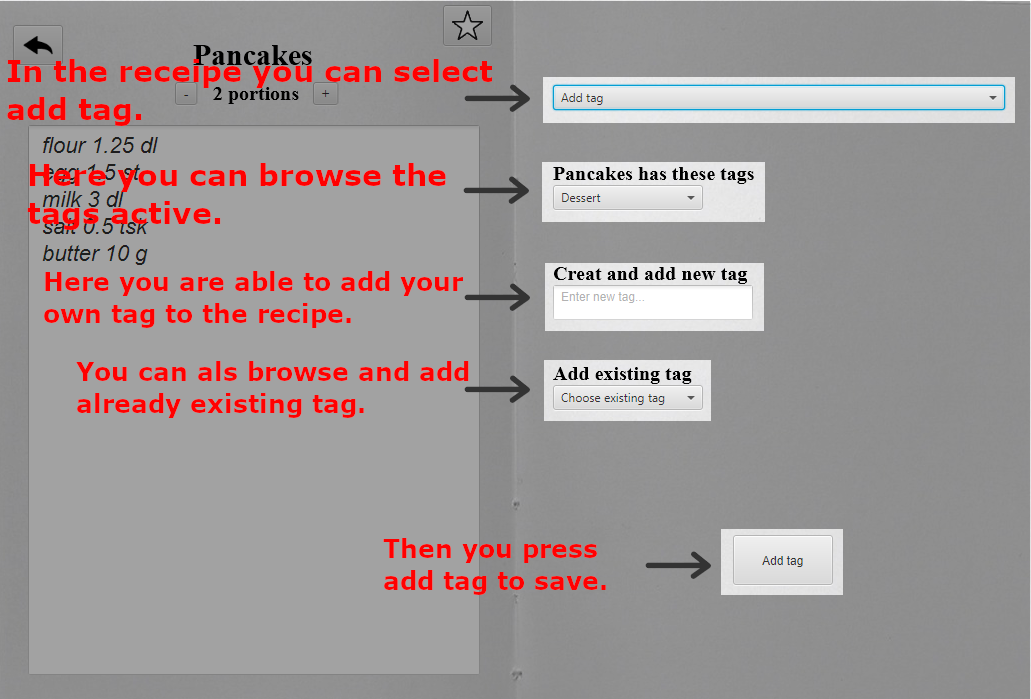 Pancakes
In the receipe you can select
add tag.
- 2 portions +
Add tag
flour 1.25 dl
egg 1.5 st
milk 3 dl
salt 0.5 tsk
butter 10 g
Here you can browse the
tags active.
Pancakes has these tags
Dessert
Here you are able to add your
own tag to the recipe.
Creat and add new tag
Enter new tag...
You can als browse and add
already existing tag.
Add existing tag
Choose existing tag
Then you press
add tag to save.
Add tag